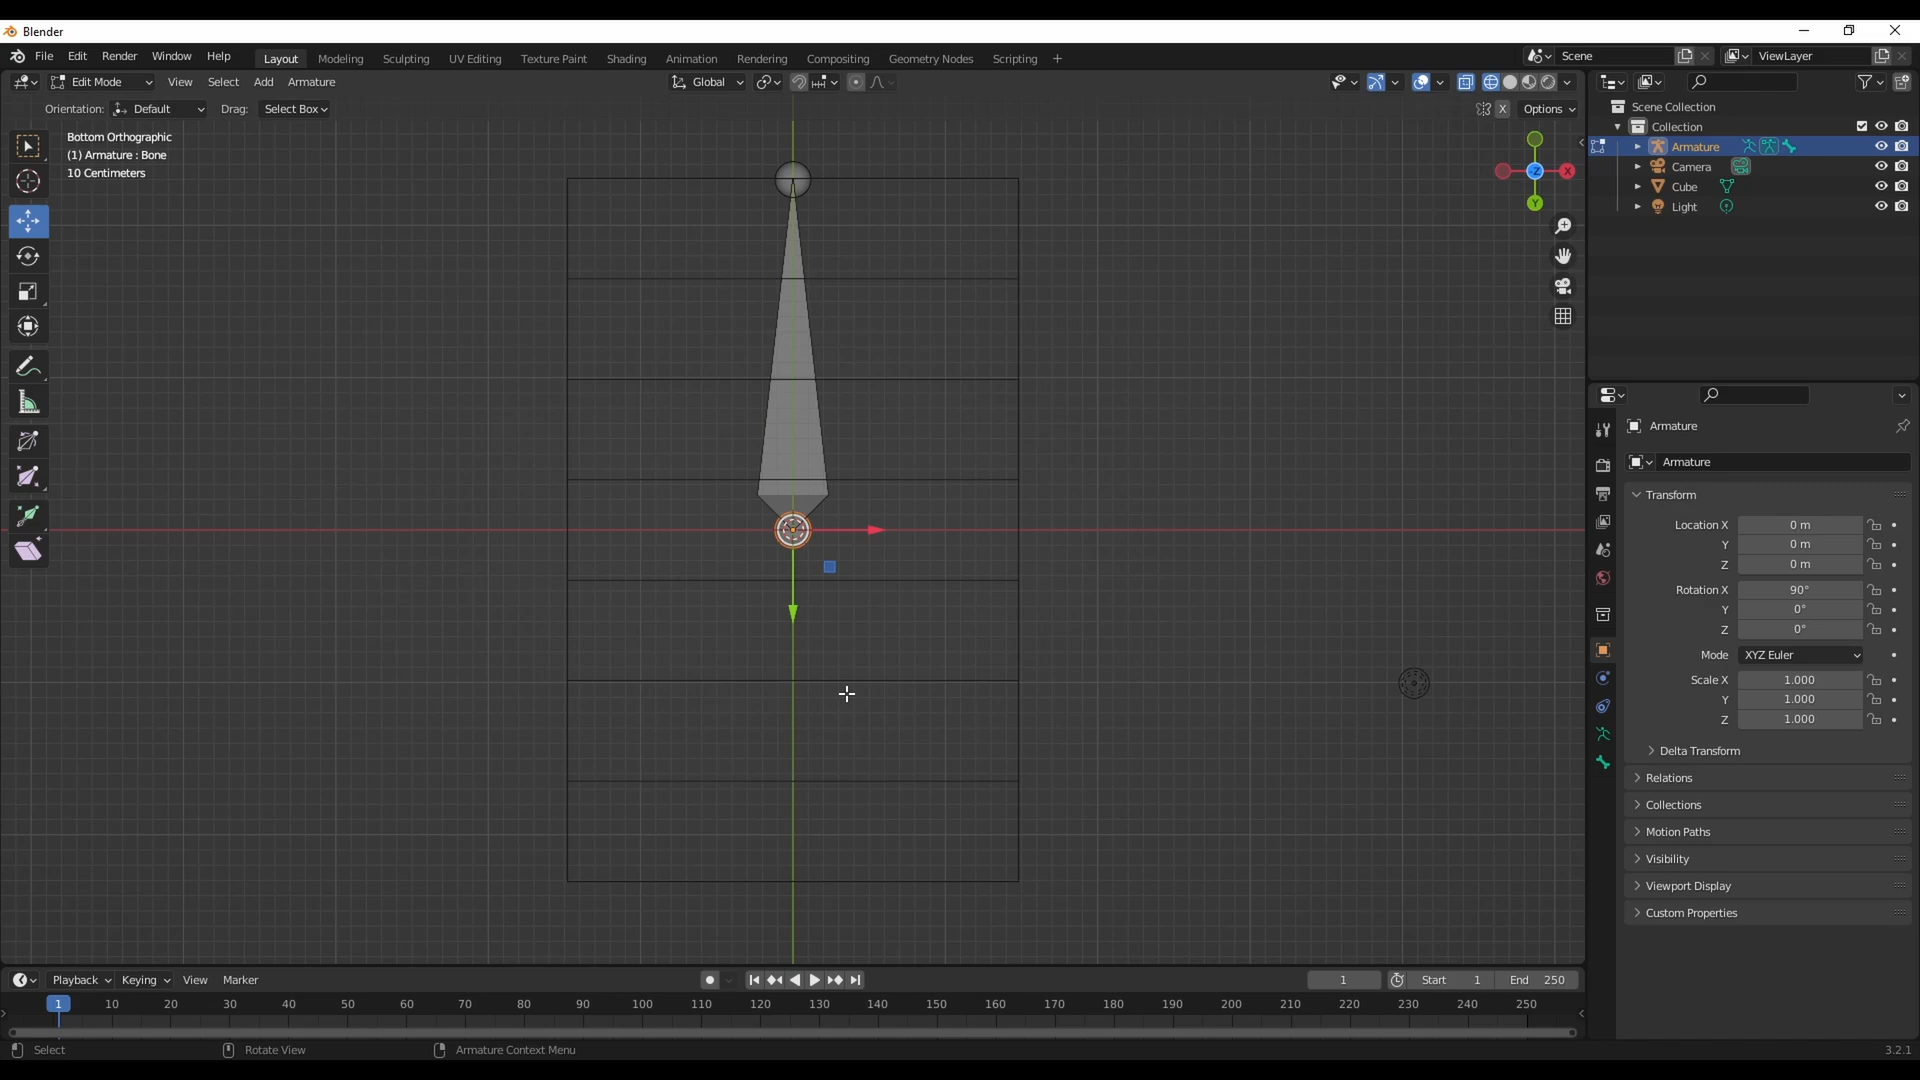 Blender
File Edit Render Window Help Layout Modeling Sculpting UV Editing Texture Paint Shading Animation Rendering Compositing Geometry Nodes Scripting + Scene ViewLayer
Edit Mode View Select Add Armature Global
Orientation: Default Drag: Select Box X Options
Scene Collection
Collection
Armature
Camera
Cube
Light
Bottom Orthographic
(1) Armature : Bone
10 Centimeters
X
-Z
Y
Armature
Armature
Transform
Location X 0 m
Y 0 m
Z 0 m
Rotation X 90°
Y 0°
Z 0°
Mode XYZ Euler
Scale X 1.000
Y 1.000
Z 1.000
Delta Transform
Relations
Collections
Motion Paths
Visibility
Viewport Display
Custom Properties
Playback Keying View Marker 1 Start 1 End 250
1 10 20 30 40 50 60 70 80 90 100 110 120 130 140 150 160 170 180 190 200 210 220 230 240 250
Select Rotate View Armature Context Menu 3.2.1